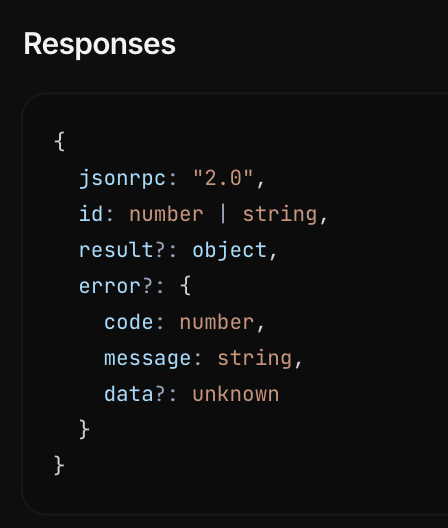 Responses
{
  jsonrpc: "2.0",
  id: number | string,
  result?: object,
  error?: {
    code: number,
    message: string,
    data?: unknown
  }
}